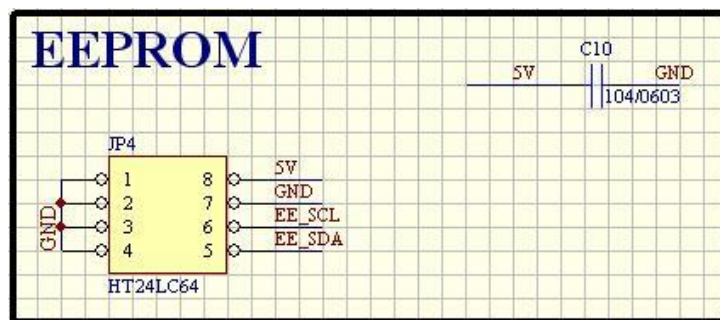 EEPROM
C10
5V GND
104/0603
JP4
1 8 5V
2 7 GND
3 6 EE_SCL
4 5 EE_SDA
GND
HT24LC64